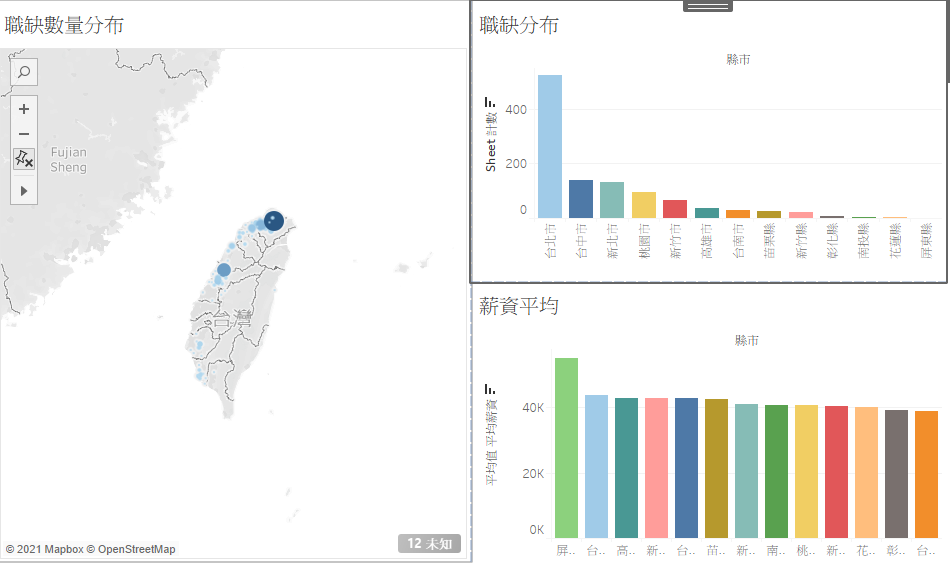 職缺數量分布
Fujian
Sheng
台灣
12 未知
© 2021 Mapbox © OpenStreetMap
職缺分布
縣市
Sheet 計數
400
200
0
台北市
台中市
新北市
桃園市
新竹市
高雄市
台南市
苗栗縣
新竹縣
彰化縣
南投縣
花蓮縣
屏東縣
薪資平均
縣市
平均值 平均薪資
40K
20K
0K
屏..
台..
高..
新..
台..
苗..
新..
南..
桃..
新..
花..
彰..
台..